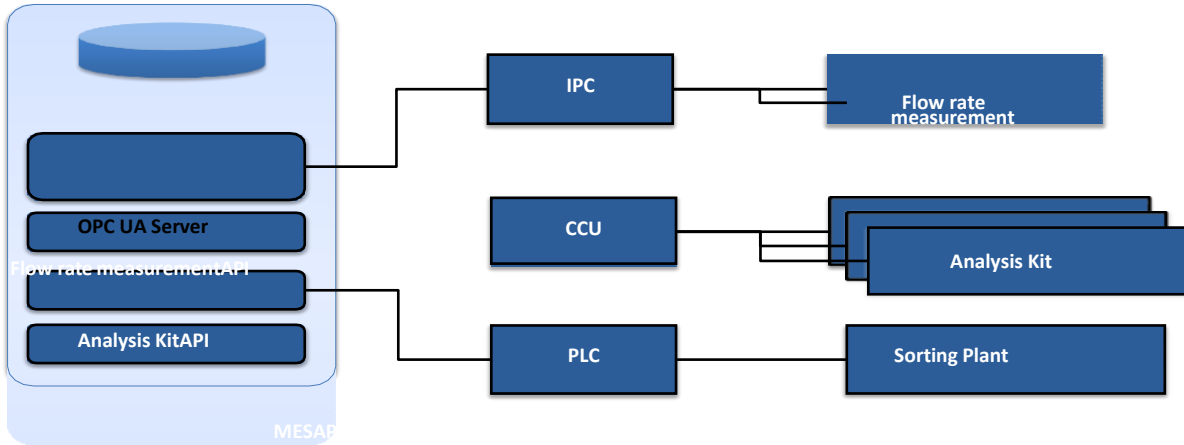 IPC
Flow rate
measurement
OPC UA Server
CCU
Flow rate measurementAPI
Analysis Kit
Analysis KitAPI
PLC
Sorting Plant
MESAP